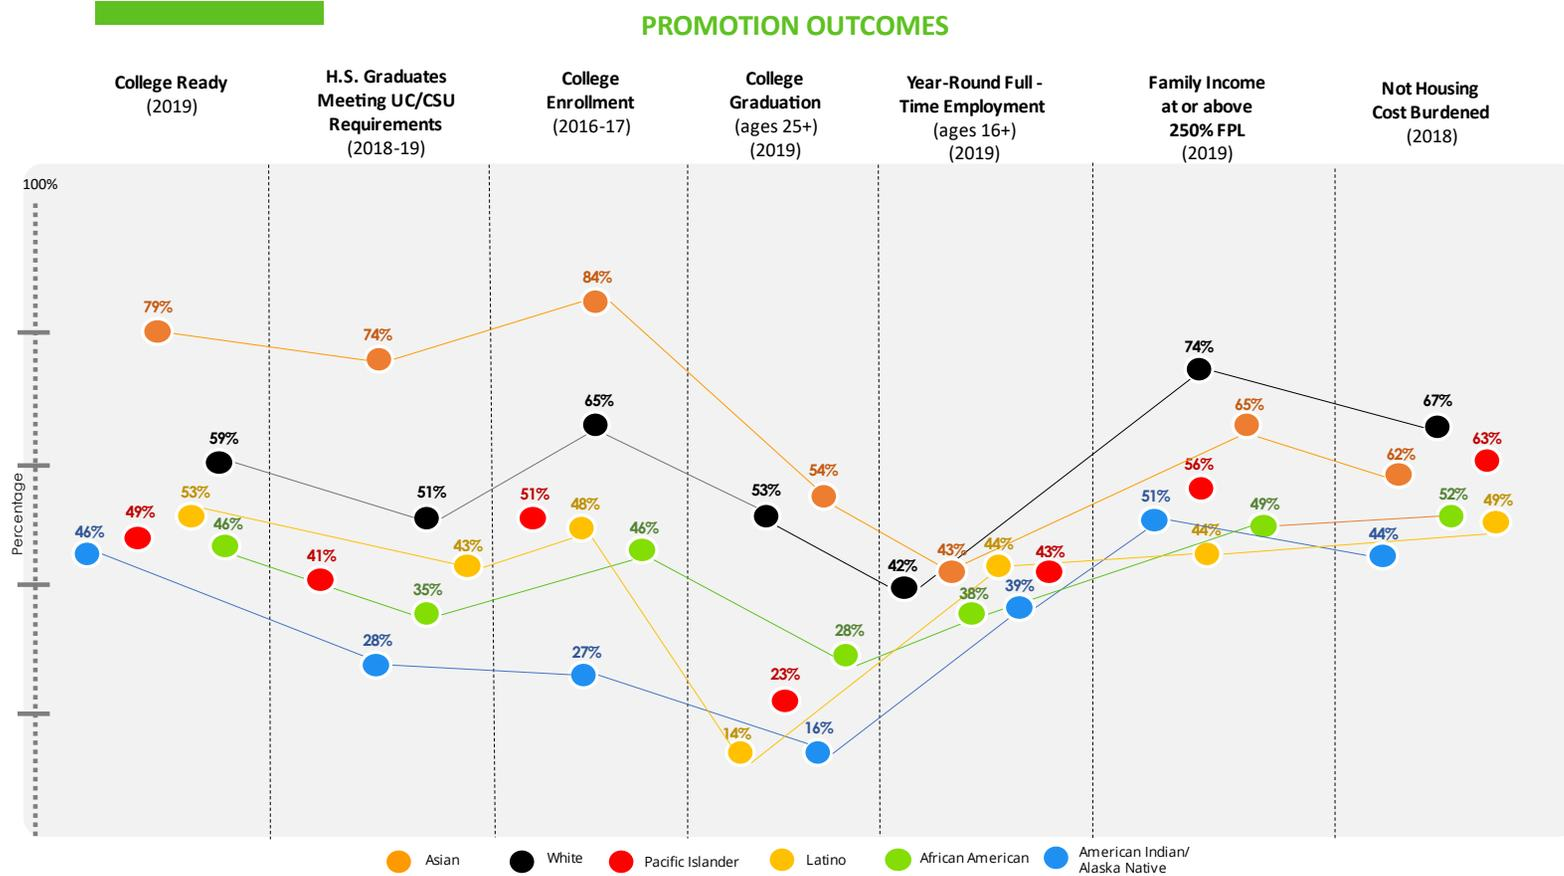 PROMOTION OUTCOMES
College Ready
(2019)
H.S. Graduates
Meeting UC/CSU
Requirements
(2018-19)
College
Enrollment
(2016-17)
College
Graduation
(ages 25+)
(2019)
Year-Round Full -
Time Employment
(ages 16+)
(2019)
Family Income
at or above
250% FPL
(2019)
Not Housing
Cost Burdened
(2018)
100%
Percentage
79%
59%
53%
49%
46%
46%
74%
51%
43%
41%
35%
28%
84%
65%
51%
48%
46%
27%
54%
53%
28%
23%
14%
16%
42%
43%
44%
43%
38%
39%
74%
65%
56%
51%
49%
44%
67%
63%
62%
52%
49%
44%
Asian
White
Pacific Islander
Latino
African American
American Indian/
Alaska Native